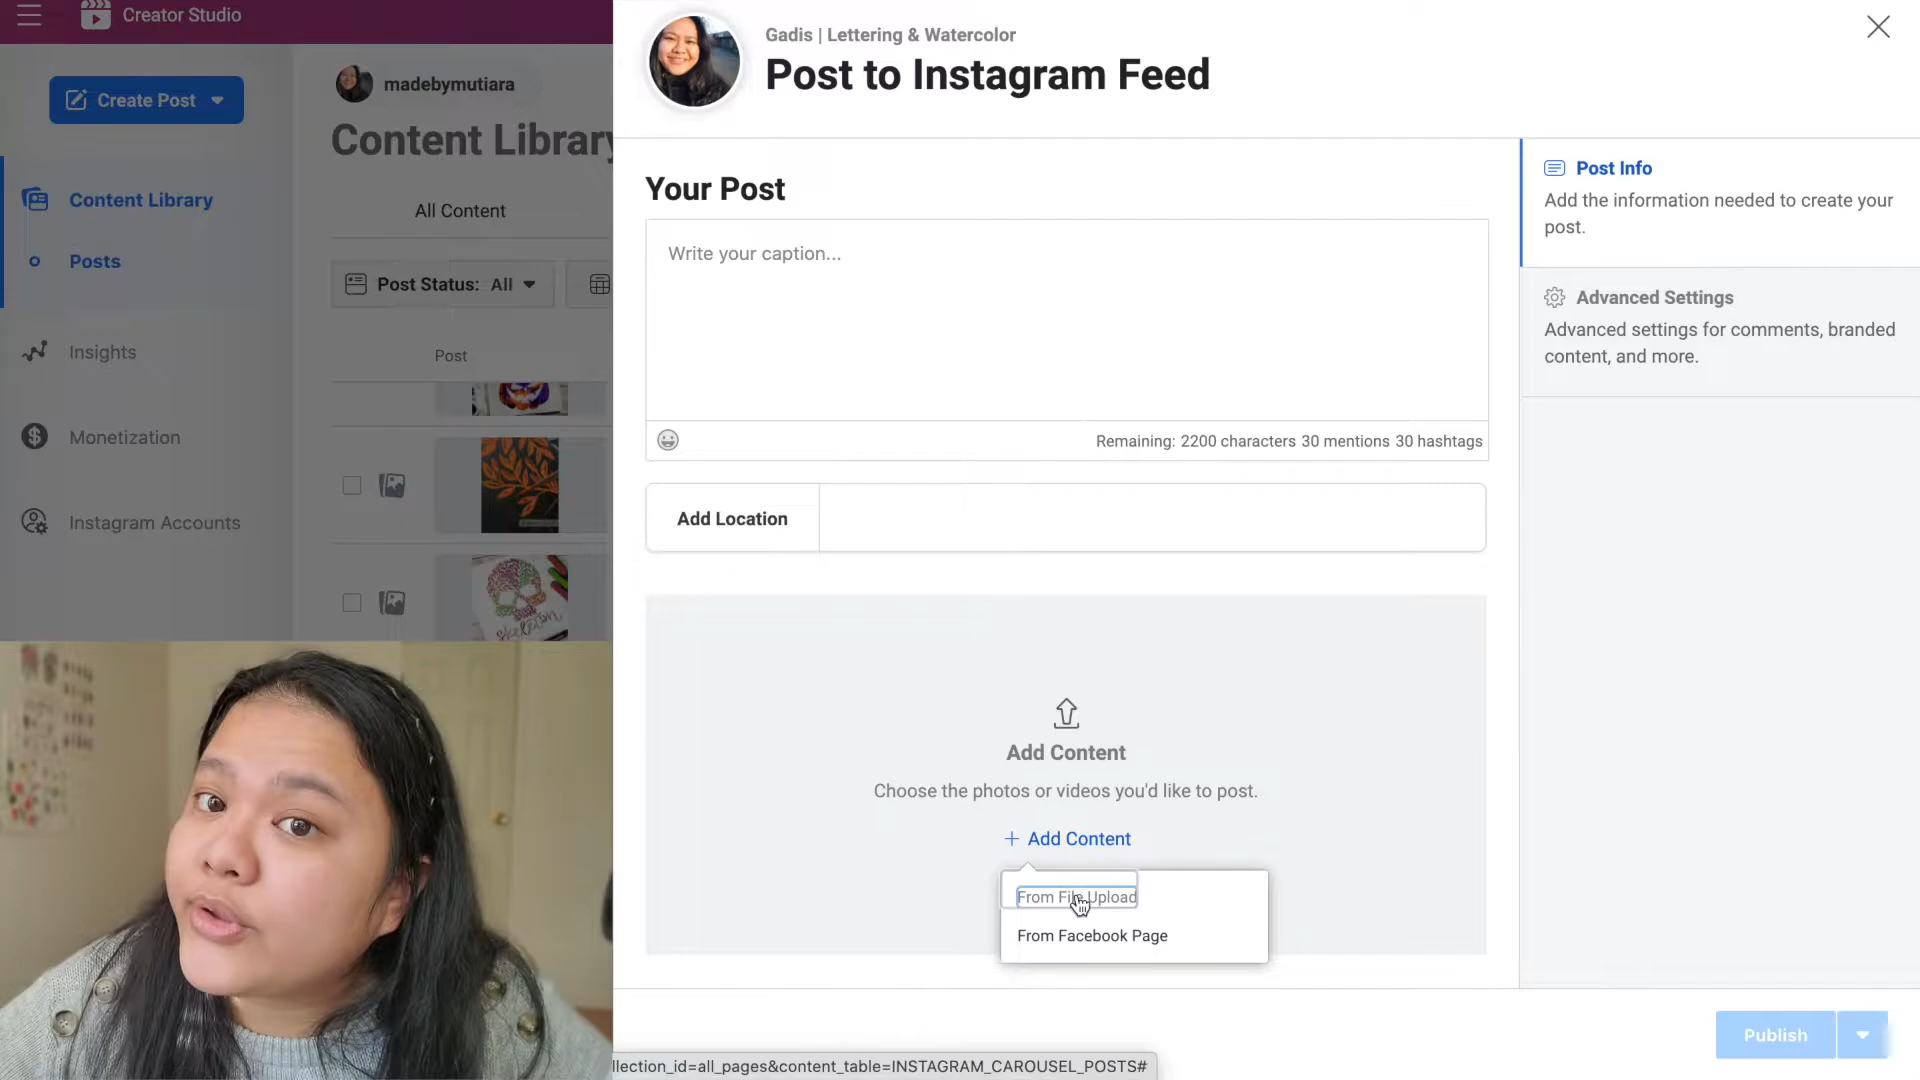 Creator Studio
Create Post
madebymutiara
Content Library
All Content
Content Library
Posts
Post Status: All
Post
Insights
Monetization
Instagram Accounts
skeleton
Gadis | Lettering & Watercolor
Post to Instagram Feed
Your Post
Write your caption...
Remaining: 2200 characters 30 mentions 30 hashtags
Add Location
Add Content
Choose the photos or videos you'd like to post.
+ Add Content
From File Upload
From Facebook Page
Post Info
Add the information needed to create your
post.
Advanced Settings
Advanced settings for comments, branded
content, and more.
Publish
llection_id=all_pages&content_table=INSTAGRAM_CAROUSEL_POSTS#